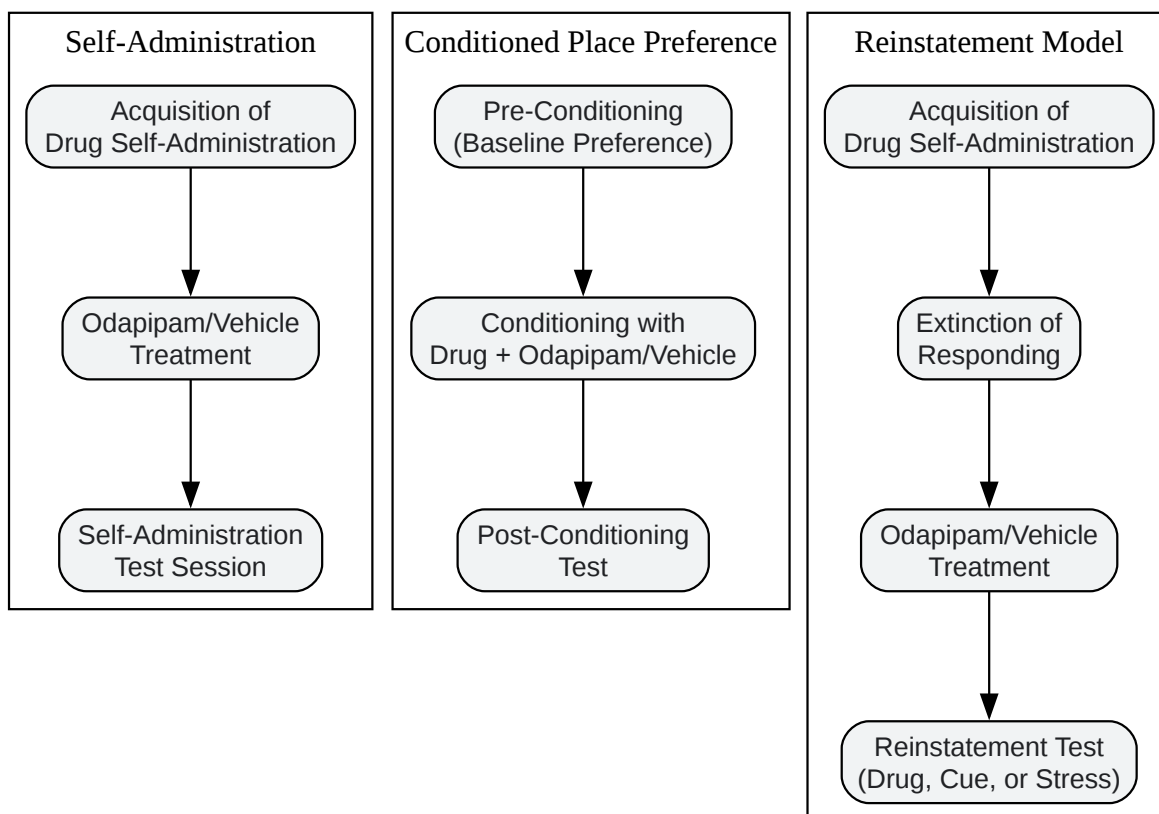 Self-Administration
Acquisition of
Drug Self-Administration
Odapipam/Vehicle
Treatment
Self-Administration
Test Session
Conditioned Place Preference
Pre-Conditioning
(Baseline Preference)
Conditioning with
Drug + Odapipam/Vehicle
Post-Conditioning
Test
Reinstatement Model
Acquisition of
Drug Self-Administration
Extinction of
Responding
Odapipam/Vehicle
Treatment
Reinstatement Test
(Drug, Cue, or Stress)